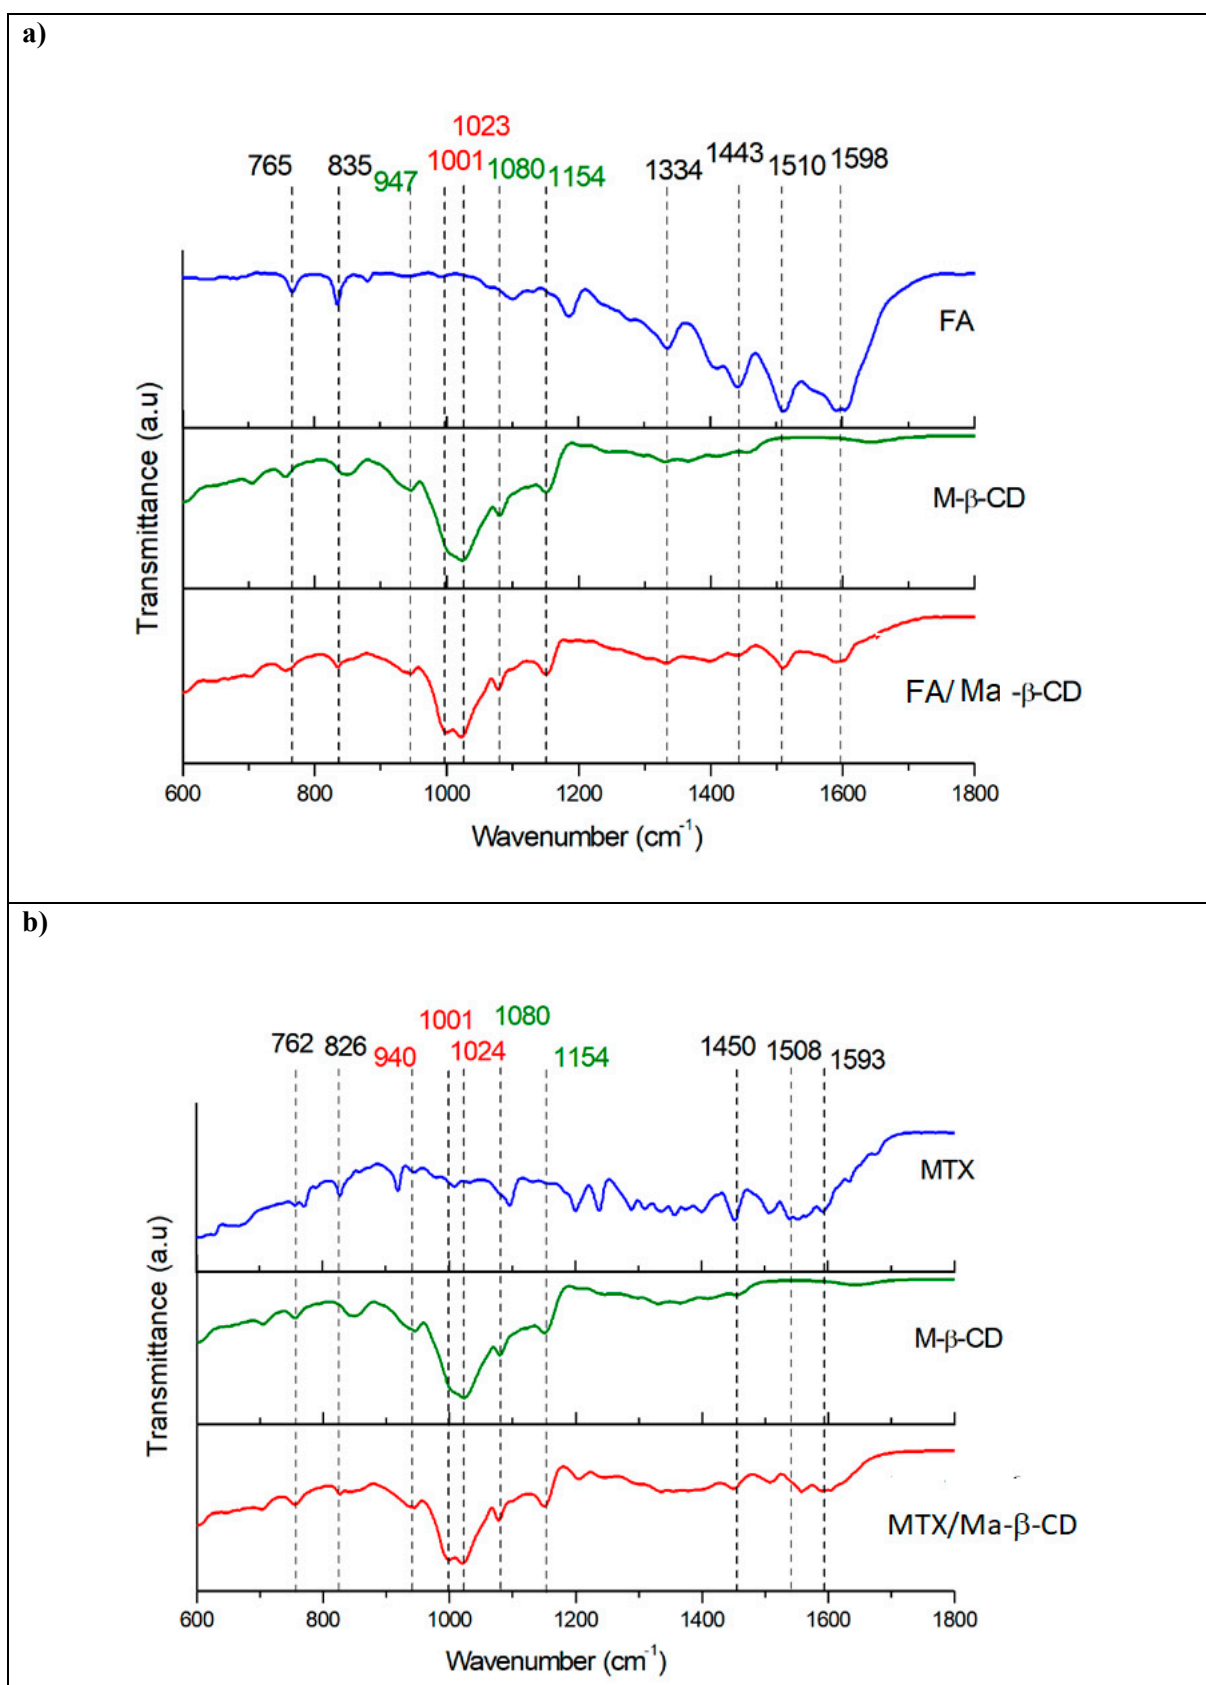 a)
1023
765 835 947 1001 1080 1154 1334 1443 1510 1598
FA
M-β-CD
FA/ Ma -β-CD
Transmittance (a.u)
600 800 1000 1200 1400 1600 1800
Wavenumber (cm⁻¹)
b)
1001 1080
762 826 940 1024 1154 1450 1508 1593
MTX
M-β-CD
MTX/Ma-β-CD
Transmittance (a.u)
600 800 1000 1200 1400 1600 1800
Wavenumber (cm⁻¹)